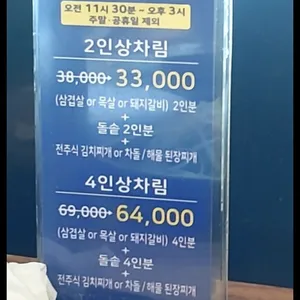 오전 11시 30분 - 오후 3시
주말·공휴일 제외
2인상차림
38,000→ 33,000
(삼겹살 or 목살 or 돼지갈비) 2인분
+
돌솥 2인분
+
전주식 김치찌개 or 차돌 / 해물 된장찌개
4인상차림
69,000→ 64,000
(삼겹살 or 목살 or 돼지갈비) 4인분
+
돌솥 4인분
+
전주식 김치찌개 or 차돌 / 해물 된장찌개